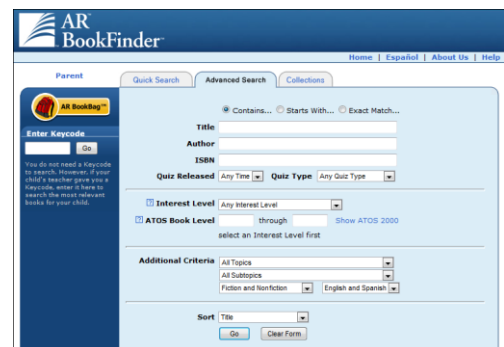 AR™
BookFinder™
Home | Español | About Us | Help
Parent
Quick Search
Advanced Search
Collections
AR BookBag™
Enter Keycode
Go
You do not need a Keycode
to search. However, if your
child's teacher gave you a
Keycode, enter it here to
search the most relevant
books for your child.
Contains... Starts With... Exact Match...
Title
Author
ISBN
Quiz Released Any Time Quiz Type Any Quiz Type
? Interest Level Any Interest Level
? ATOS Book Level through Show ATOS 2000
select an Interest Level first
Additional Criteria All Topics
All Subtopics
Fiction and Nonfiction English and Spanish
Sort Title
Go Clear Form